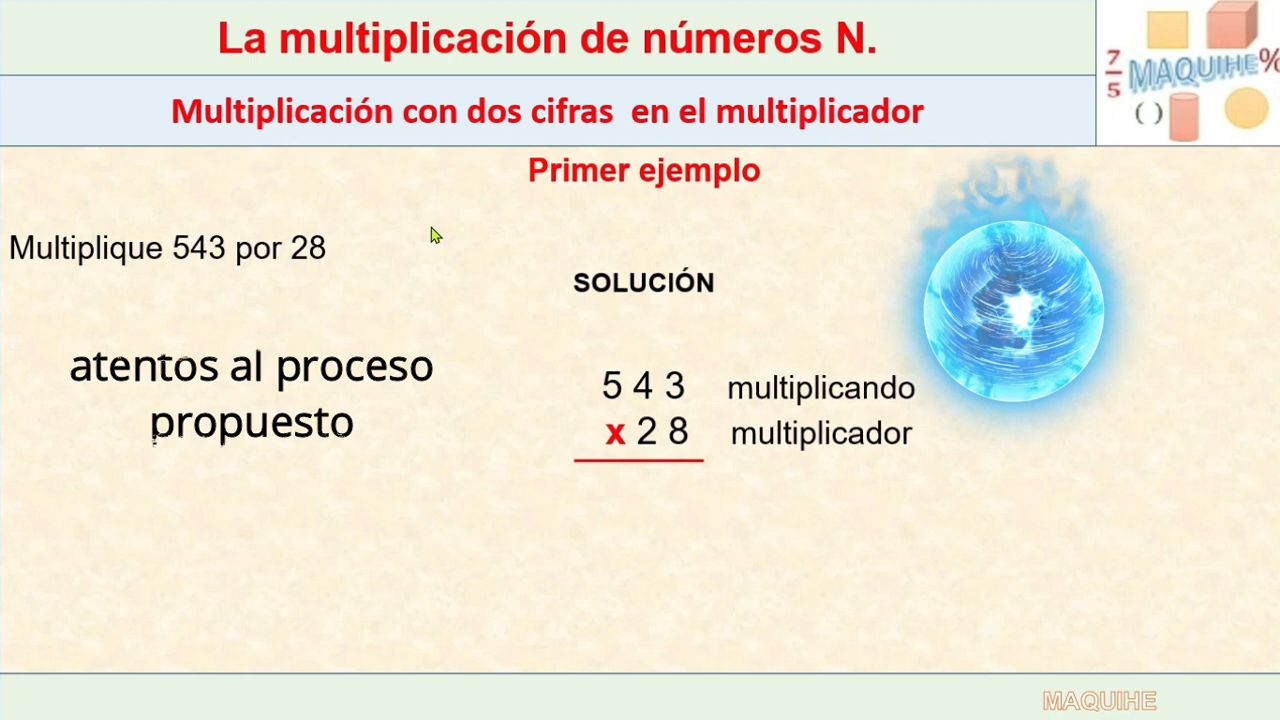 La multiplicación de números N.
Multiplicación con dos cifras en el multiplicador
7
5
MAQUIHE%
( )
Primer ejemplo
Multiplique 543 por 28
SOLUCIÓN
atentos al proceso
propuesto
5 4 3 multiplicando
x 2 8 multiplicador
MAQUIHE